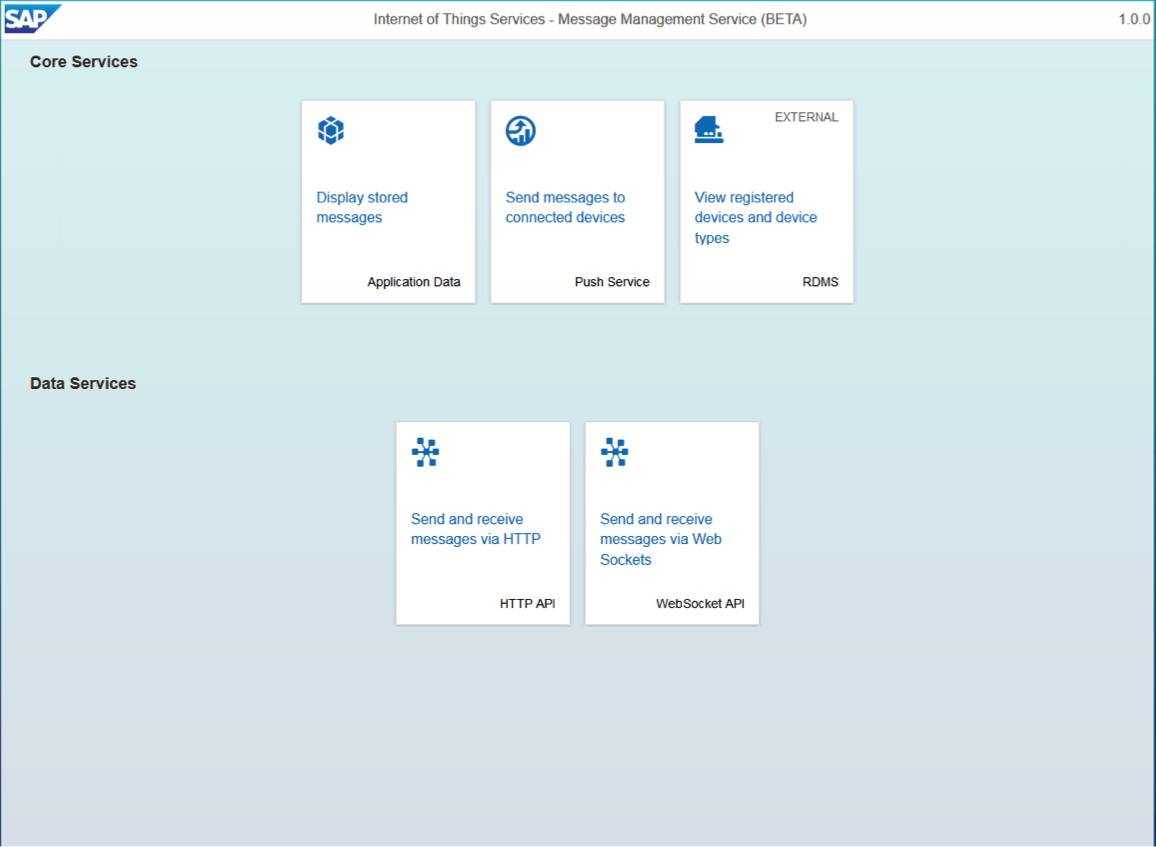 SAP
Internet of Things Services - Message Management Service (BETA)
1.0.0
Core Services
Display stored
messages
Application Data
Send messages to
connected devices
Push Service
EXTERNAL
View registered
devices and device
types
RDMS
Data Services
Send and receive
messages via HTTP
HTTP API
Send and receive
messages via Web
Sockets
WebSocket API